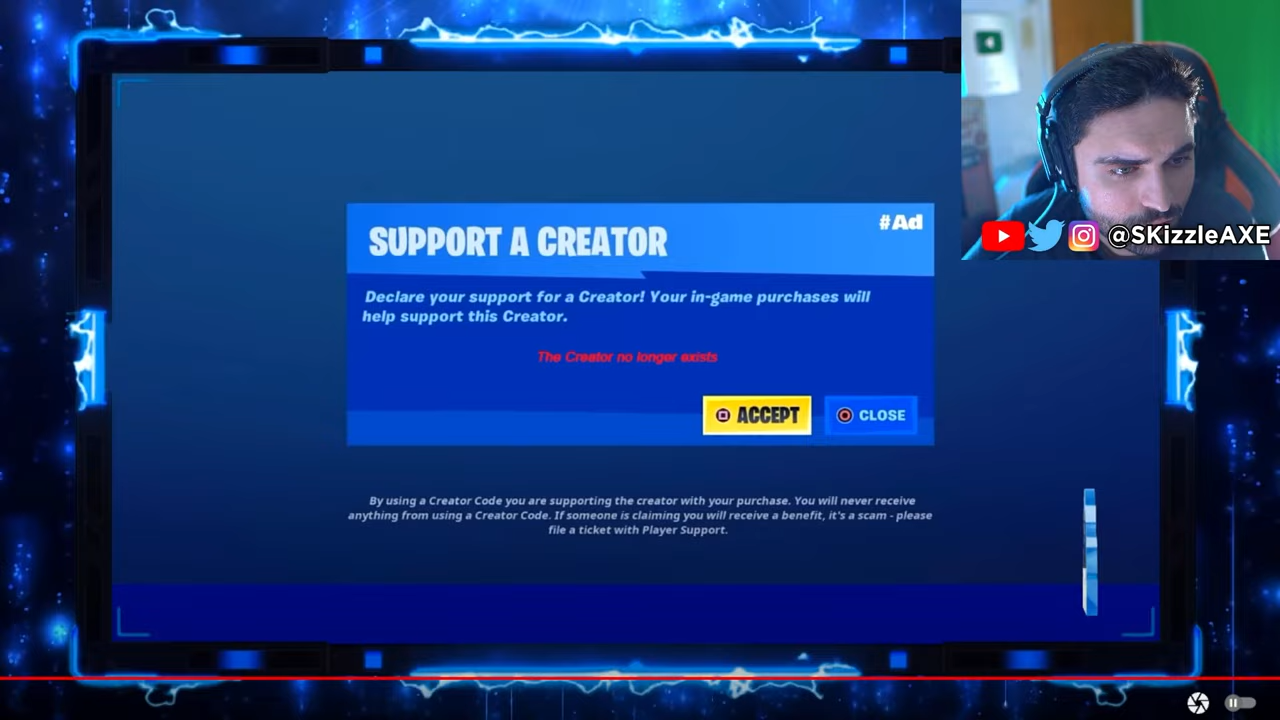 #Ad
SUPPORT A CREATOR
Declare your support for a Creator! Your in-game purchases will
help support this Creator.
The Creator no longer exists
ACCEPT
CLOSE
By using a Creator Code you are supporting the creator with your purchase. You will never receive
anything from using a Creator Code. If someone is claiming you will receive a benefit, it's a scam - please
file a ticket with Player Support.
@SKizzleAXE